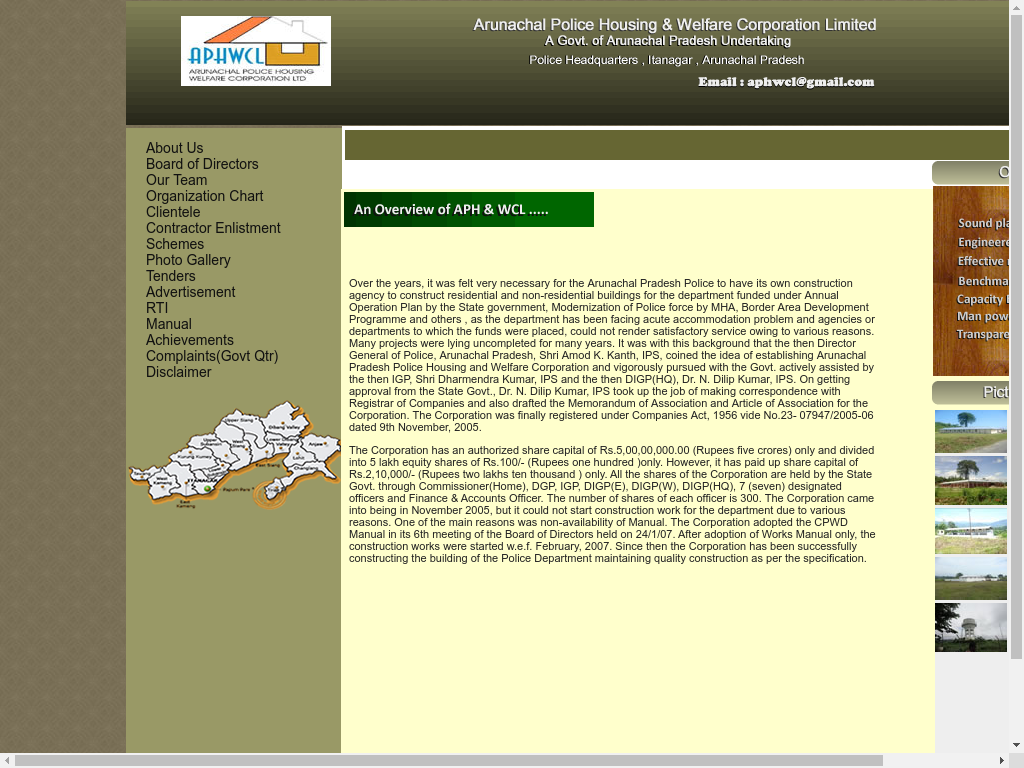 APHWCL
ARUNACHAL POLICE HOUSING
WELFARE CORPORATION LTD
Arunachal Police Housing & Welfare Corporation Limited
A Govt. of Arunachal Pradesh Undertaking
Police Headquarters , Itanagar , Arunachal Pradesh
Email : aphwcl@gmail.com
About Us
Board of Directors
Our Team
Organization Chart
Clientele
Contractor Enlistment
Schemes
Photo Gallery
Tenders
Advertisement
RTI
Manual
Achievements
Complaints(Govt Qtr)
Disclaimer
Upper Siang
Dibang Valley
ITANAGAR
East Siang
Changlang
Lohit
Tirap
East
Kameng
An Overview of APH & WCL .....
Over the years, it was felt very necessary for the Arunachal Pradesh Police to have its own construction
agency to construct residential and non-residential buildings for the department funded under Annual
Operation Plan by the State government, Modernization of Police force by MHA, Border Area Development
Programme and others , as the department has been facing acute accommodation problem and agencies or
departments to which the funds were placed, could not render satisfactory service owing to various reasons.
Many projects were lying uncompleted for many years. It was with this background that the then Director
General of Police, Arunachal Pradesh, Shri Amod K. Kanth, IPS, coined the idea of establishing Arunachal
Pradesh Police Housing and Welfare Corporation and vigorously pursued with the Govt. actively assisted by
the then IGP, Shri Dharmendra Kumar, IPS and the then DIGP(HQ), Dr. N. Dilip Kumar, IPS. On getting
approval from the State Govt., Dr. N. Dilip Kumar, IPS took up the job of making correspondence with
Registrar of Companies and also drafted the Memorandum of Association and Article of Association for the
Corporation. The Corporation was finally registered under Companies Act, 1956 vide No.23- 07947/2005-06
dated 9th November, 2005.
The Corporation has an authorized share capital of Rs.5,00,00,000.00 (Rupees five crores) only and divided
into 5 lakh equity shares of Rs.100/- (Rupees one hundred )only. However, it has paid up share capital of
Rs.2,10,000/- (Rupees two lakhs ten thousand ) only. All the shares of the Corporation are held by the State
Govt. through Commissioner(Home), DGP, IGP, DIGP(E), DIGP(W), DIGP(HQ), 7 (seven) designated
officers and Finance & Accounts Officer. The number of shares of each officer is 300. The Corporation came
into being in November 2005, but it could not start construction work for the department due to various
reasons. One of the main reasons was non-availability of Manual. The Corporation adopted the CPWD
Manual in its 6th meeting of the Board of Directors held on 24/1/07. After adoption of Works Manual only, the
construction works were started w.e.f. February, 2007. Since then the Corporation has been successfully
constructing the building of the Police Department maintaining quality construction as per the specification.
O
Sound pla
Engineere
Effective
Benchma
Capacity
Man pow
Transpare
Pict